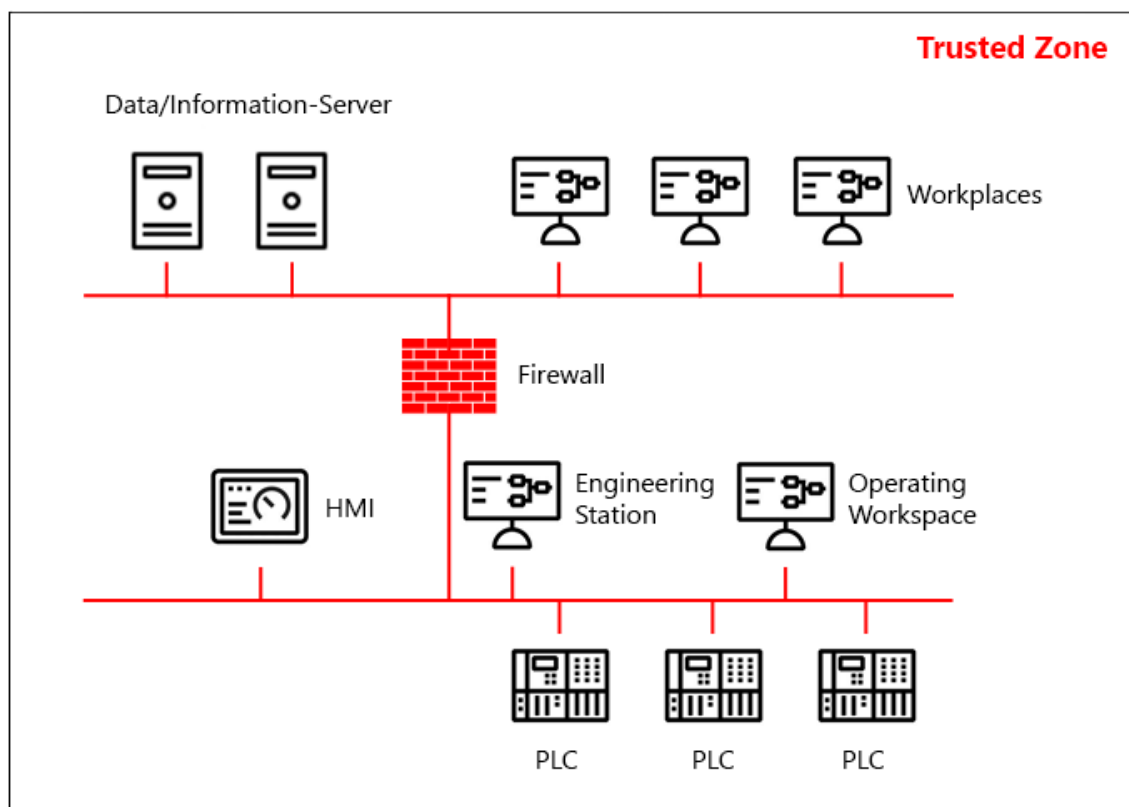 Trusted Zone
Data/Information-Server
Workplaces
Firewall
HMI
Engineering
Station
Operating
Workspace
PLC
PLC
PLC